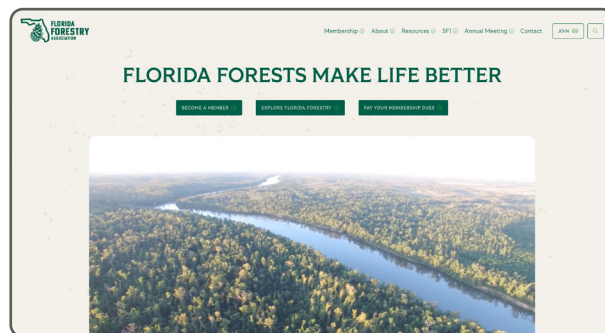 FLORIDA
FORESTRY
ASSOCIATION
Membership About Resources SFI Annual Meeting Contact JOIN
FLORIDA FORESTS MAKE LIFE BETTER
BECOME A MEMBER EXPLORE FLORIDA FORESTRY PAY YOUR MEMBERSHIP DUES